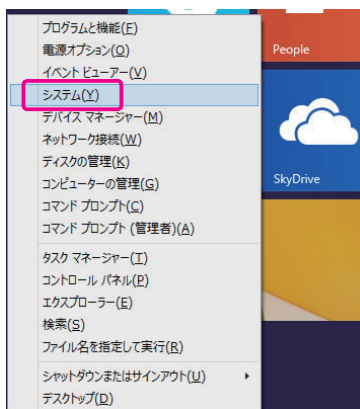 プログラムと機能(F)
電源オプション(O)
イベント ビューアー(V)
システム(Y)
デバイス マネージャー(M)
ネットワーク接続(W)
ディスクの管理(K)
コンピューターの管理(G)
コマンド プロンプト(C)
コマンド プロンプト (管理者)(A)
タスク マネージャー(T)
コントロール パネル(P)
エクスプローラー(E)
検索(S)
ファイル名を指定して実行(R)
シャットダウンまたはサインアウト(U)
デスクトップ(D)
People
SkyDrive